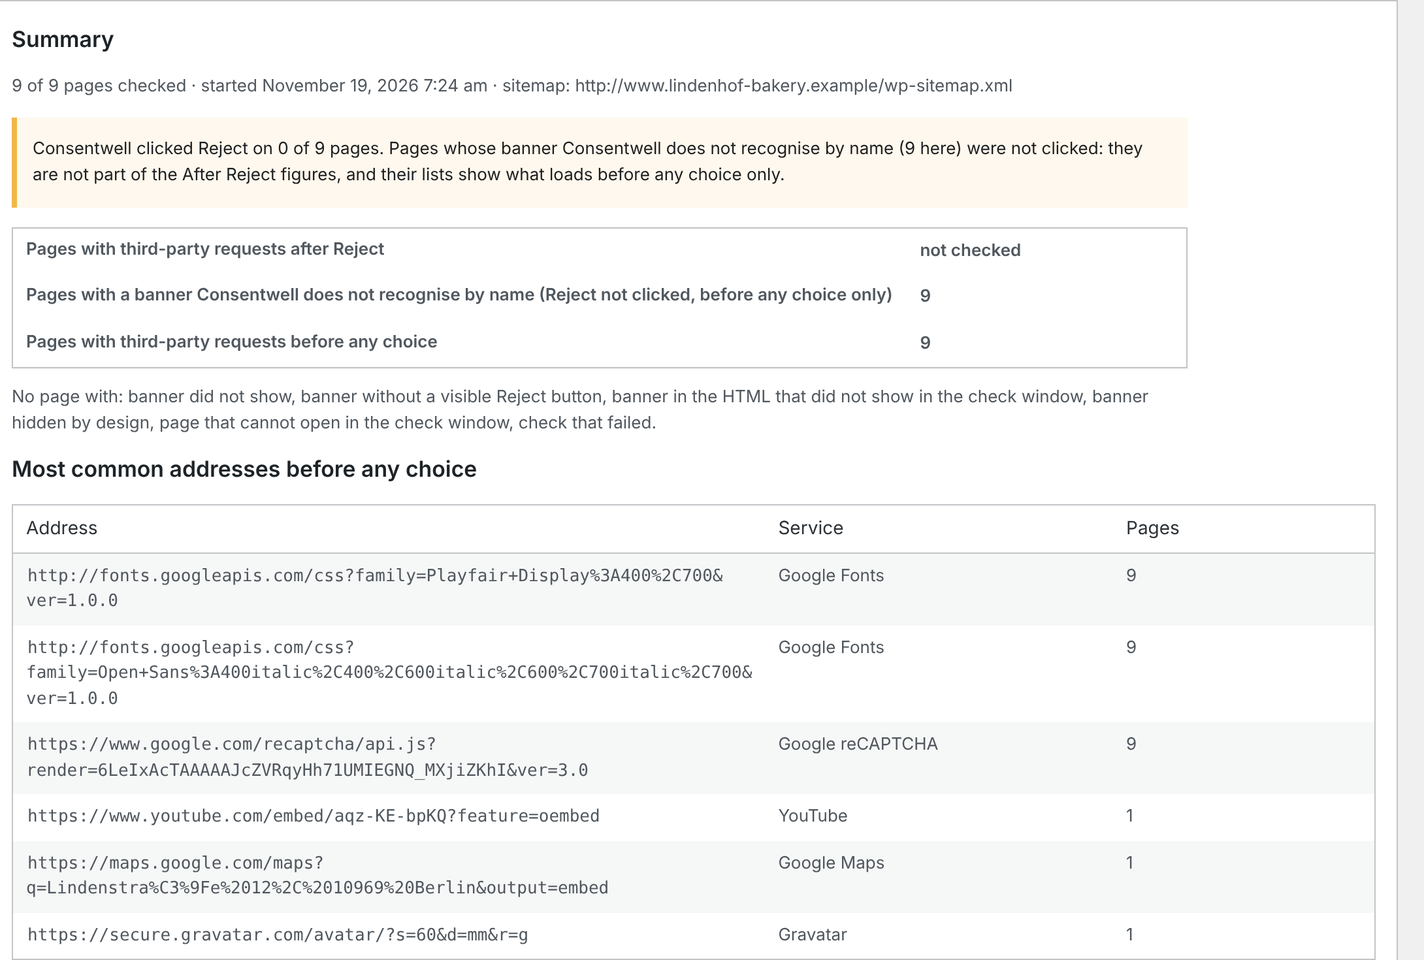 Summary
9 of 9 pages checked · started November 19, 2026 7:24 am · sitemap: http://www.lindenhof-bakery.example/wp-sitemap.xml
Consentwell clicked Reject on 0 of 9 pages. Pages whose banner Consentwell does not recognise by name (9 here) were not clicked: they
are not part of the After Reject figures, and their lists show what loads before any choice only.
Pages with third-party requests after Reject not checked
Pages with a banner Consentwell does not recognise by name (Reject not clicked, before any choice only) 9
Pages with third-party requests before any choice 9
No page with: banner did not show, banner without a visible Reject button, banner in the HTML that did not show in the check window, banner
hidden by design, page that cannot open in the check window, check that failed.
Most common addresses before any choice
Address Service Pages
http://fonts.googleapis.com/css?family=Playfair+Display%3A400%2C700& Google Fonts 9
ver=1.0.0
http://fonts.googleapis.com/css? Google Fonts 9
family=Open+Sans%3A400italic%2C400%2C600italic%2C600%2C700italic%2C700&
ver=1.0.0
https://www.google.com/recaptcha/api.js? Google reCAPTCHA 9
render=6LeIxAcTAAAAAJcZVRqyHh71UMIEGNQ_MXjiZKhI&ver=3.0
https://www.youtube.com/embed/aqz-KE-bpKQ?feature=oembed YouTube 1
https://maps.google.com/maps? Google Maps 1
q=Lindenstra%C3%9Fe%2012%2C%2010969%20Berlin&output=embed
https://secure.gravatar.com/avatar/?s=60&d=mm&r=g Gravatar 1